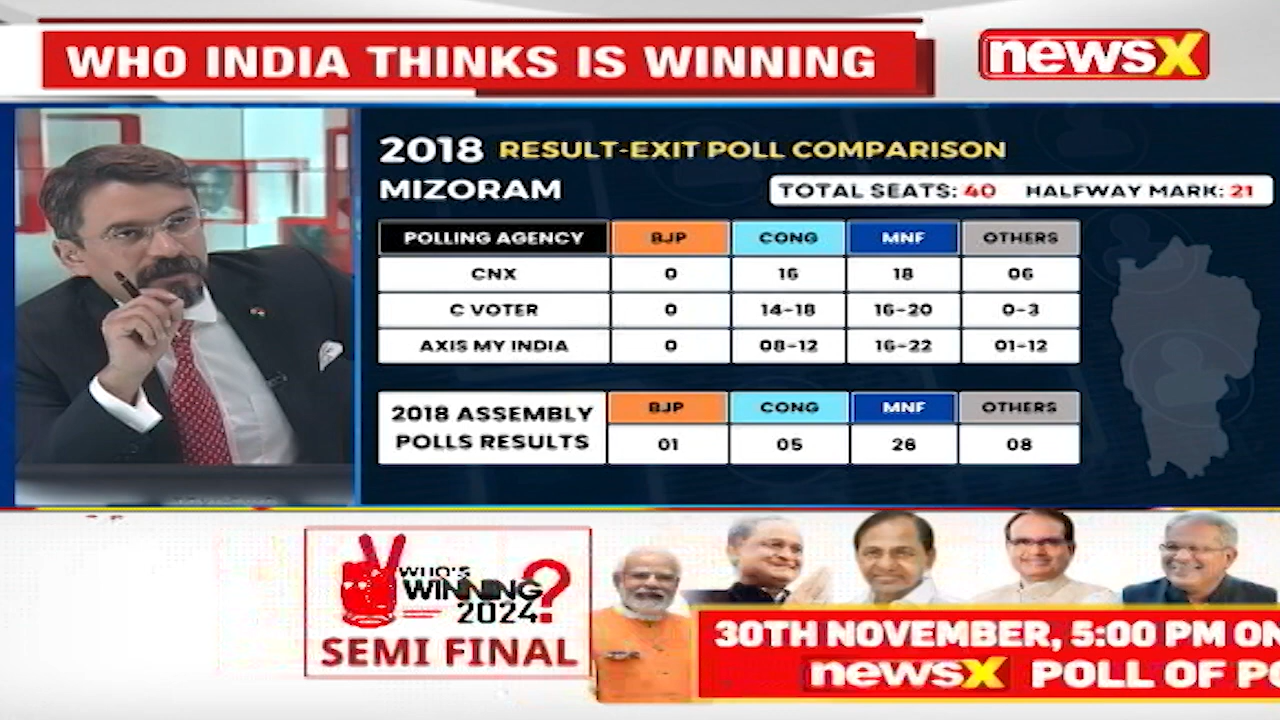 WHO INDIA THINKS IS WINNING
newsX
2018 RESULT-EXIT POLL COMPARISON
MIZORAM
TOTAL SEATS: 40 HALFWAY MARK: 21
POLLING AGENCY BJP CONG MNF OTHERS
CNX 0 16 18 06
C VOTER 0 14-18 16-20 0-3
AXIS MY INDIA 0 08-12 16-22 01-12
2018 ASSEMBLY POLLS RESULTS BJP CONG MNF OTHERS
01 05 26 08
WHO'S
WINNING?
2024
SEMI FINAL
30TH NOVEMBER, 5:00 PM ON
newsX POLL OF PO